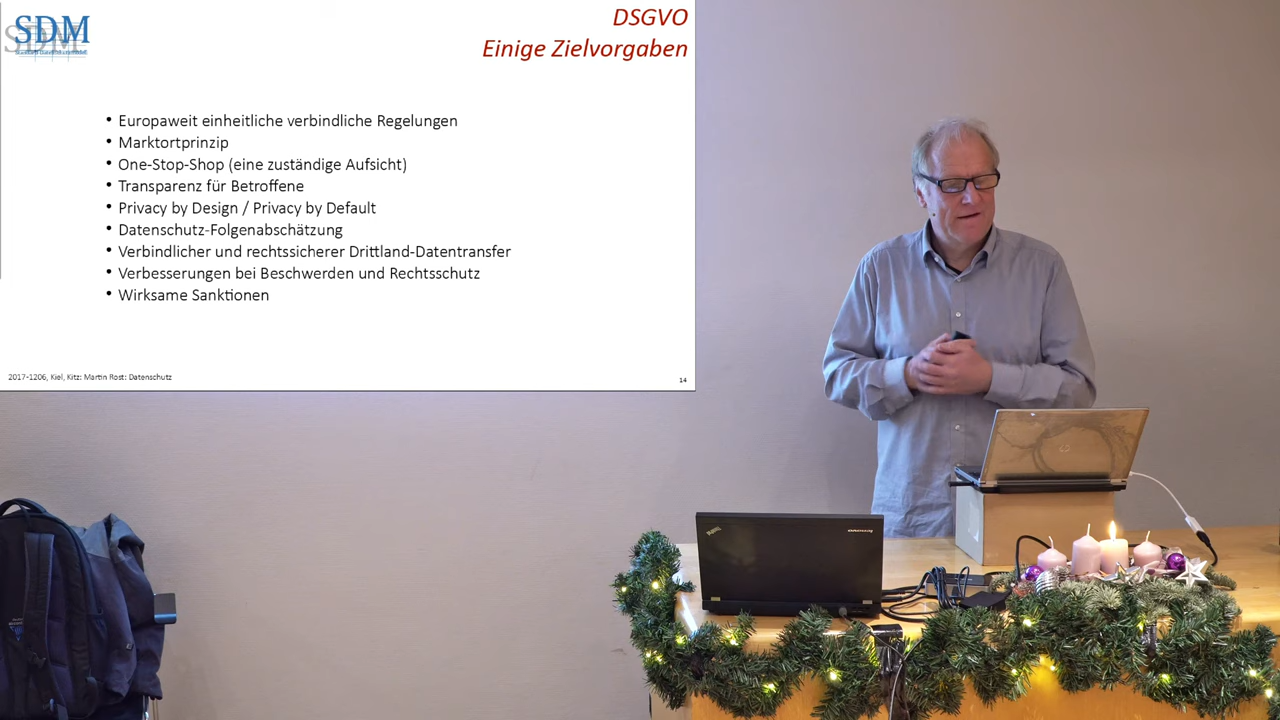 SDM
DSGVO
Einige Zielvorgaben
• Europaweit einheitliche verbindliche Regelungen
• Marktortprinzip
• One-Stop-Shop (eine zuständige Aufsicht)
• Transparenz für Betroffene
• Privacy by Design / Privacy by Default
• Datenschutz-Folgenabschätzung
• Verbindlicher und rechtssicherer Drittland-Datentransfer
• Verbesserungen bei Beschwerden und Rechtsschutz
• Wirksame Sanktionen
2017-1206, Kiel, Kitz: Martin Rost: Datenschutz
14
lenovo